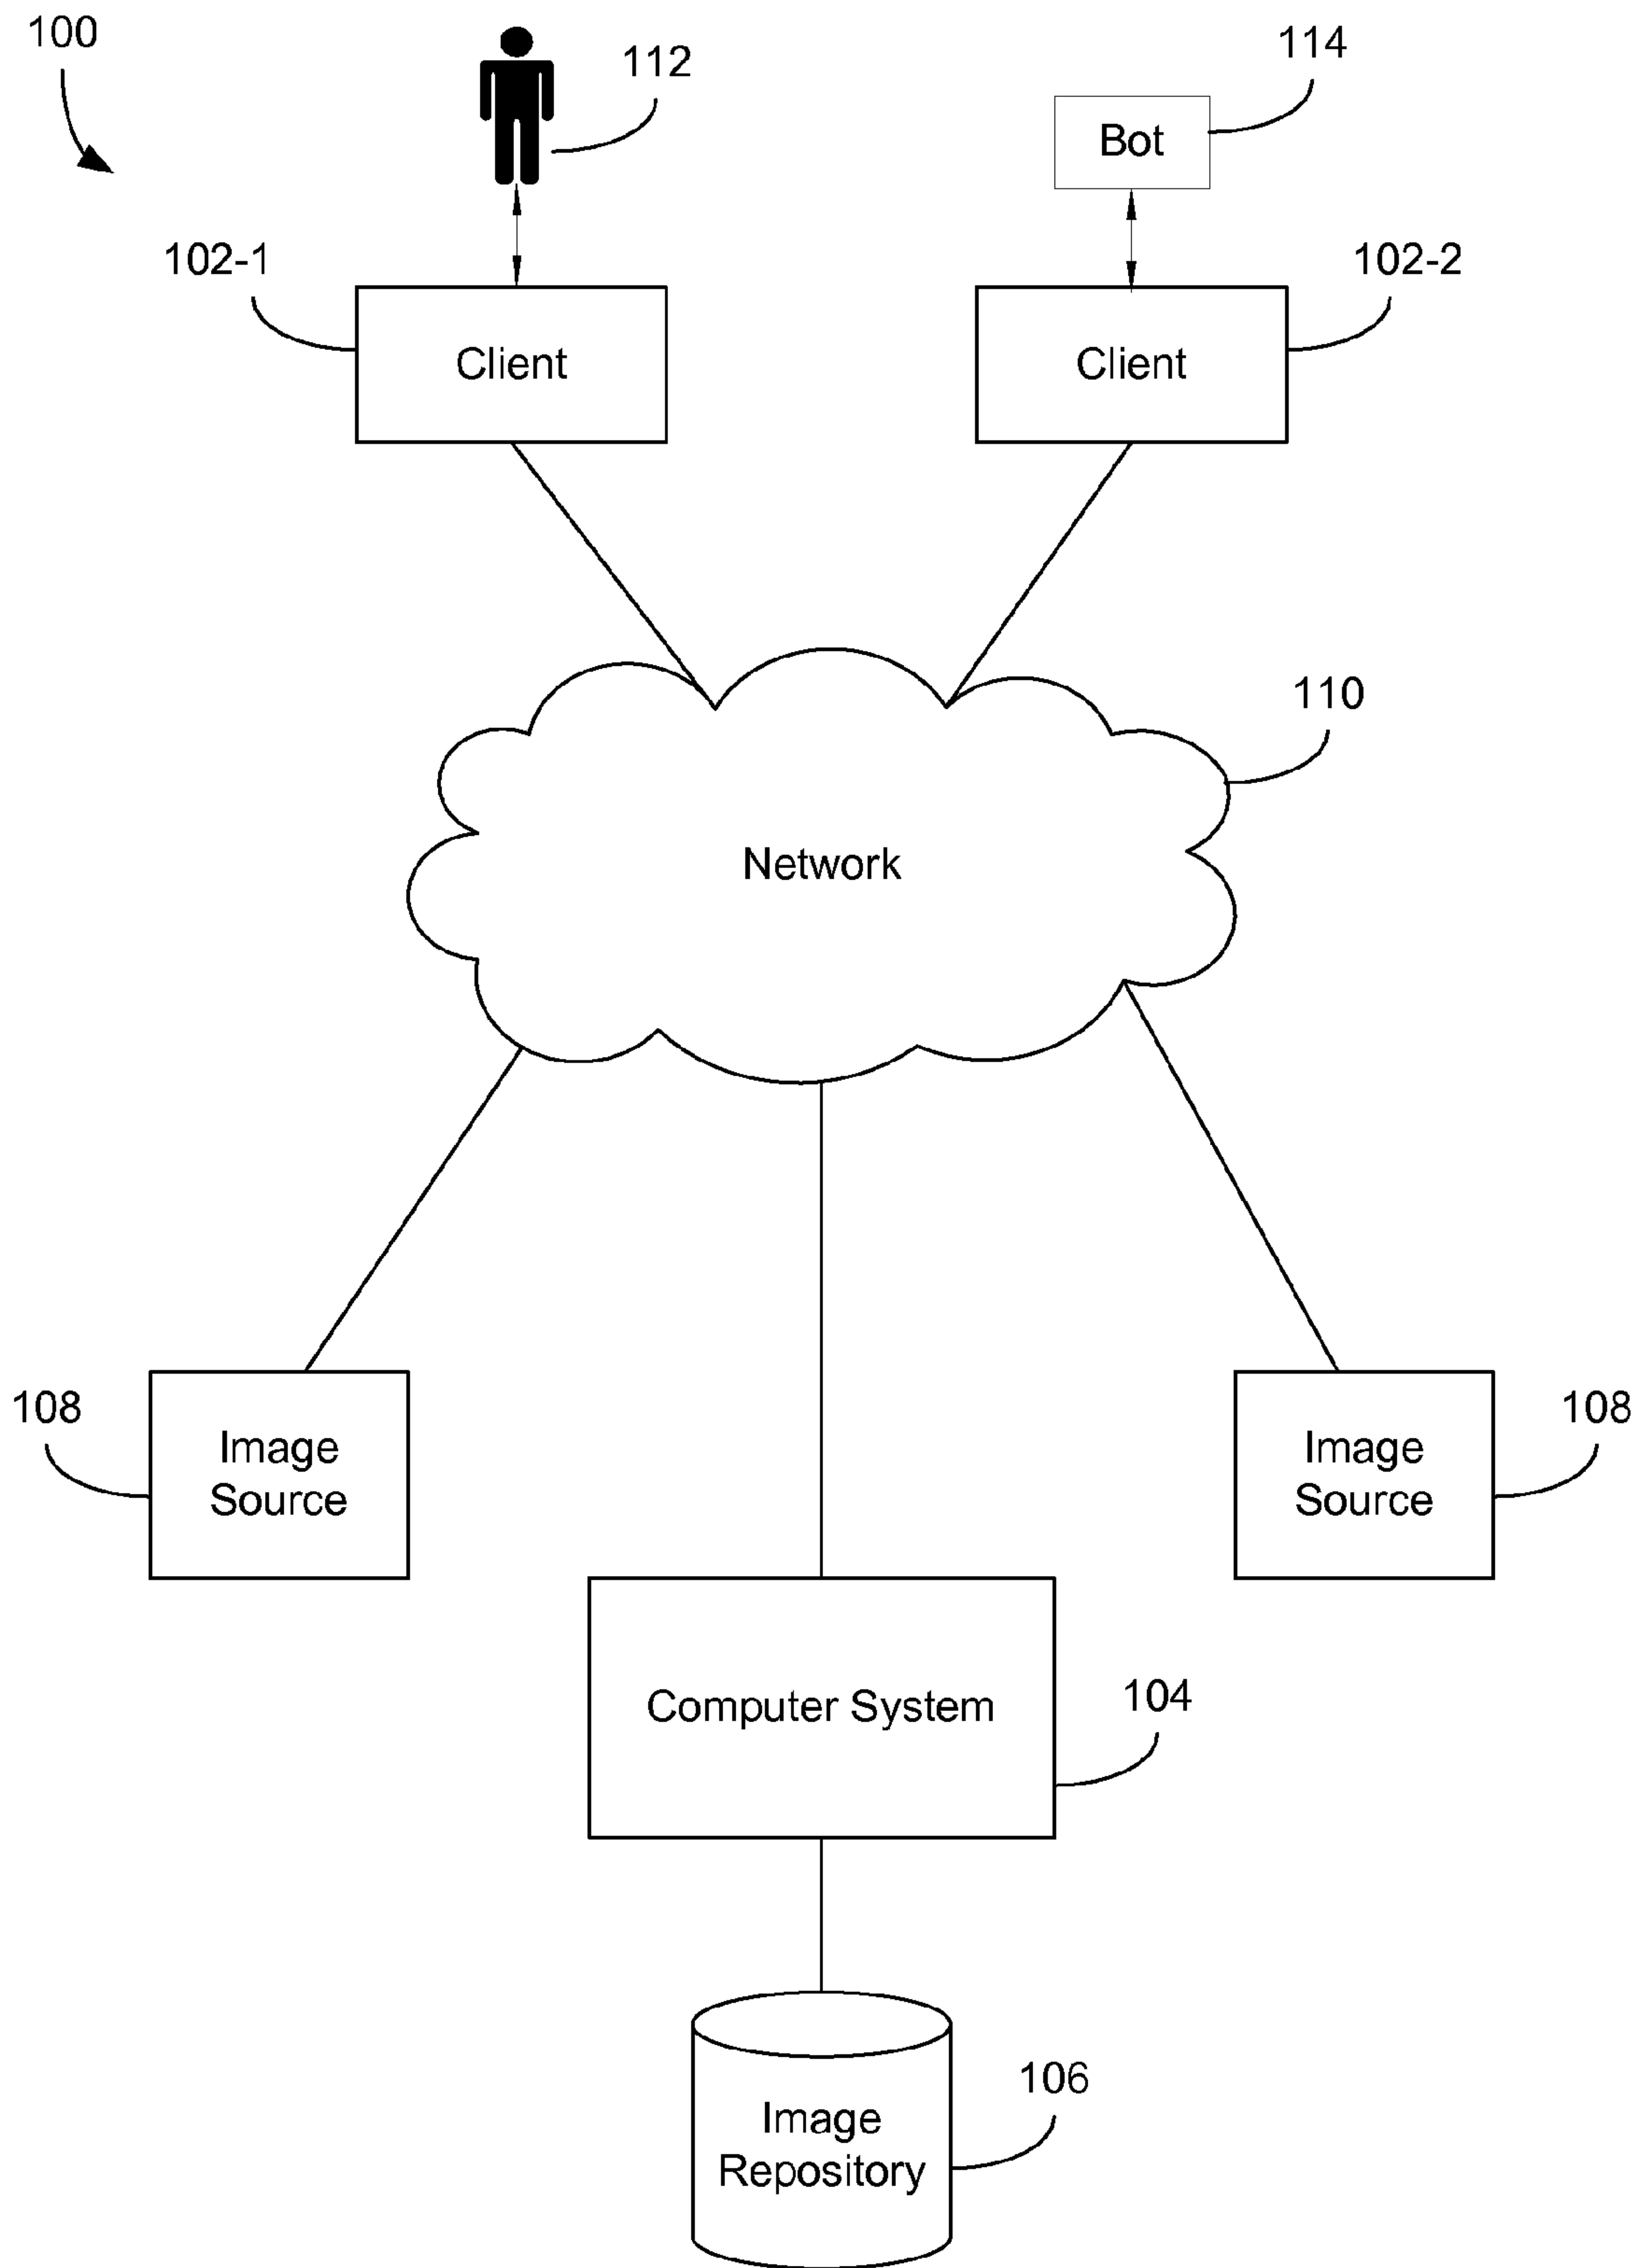 100
112
114
Bot
102-1
102-2
Client
Client
110
Network
108
108
Image
Source
Image
Source
104
Computer System
106
Image
Repository